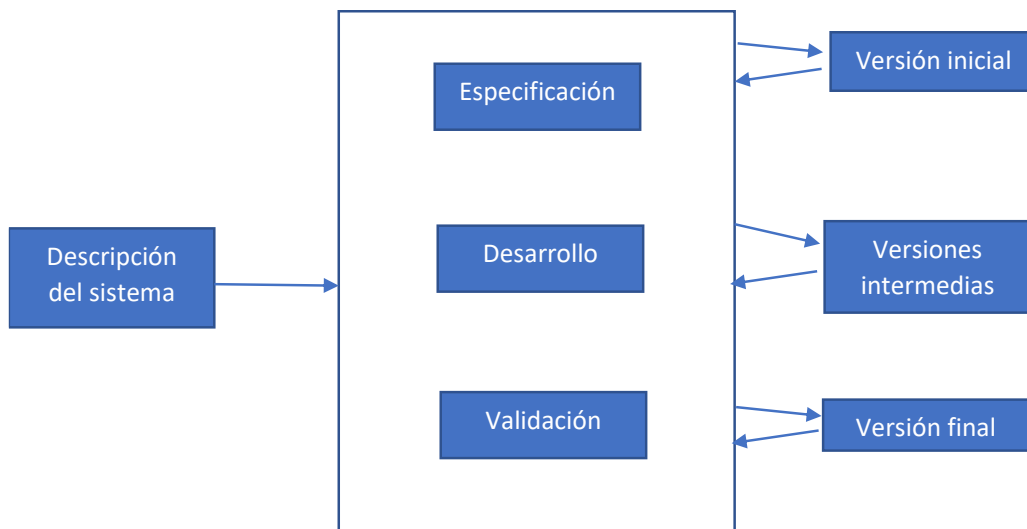 Descripción
del sistema
Especificación
Desarrollo
Validación
Versión inicial
Versiones
intermedias
Versión final